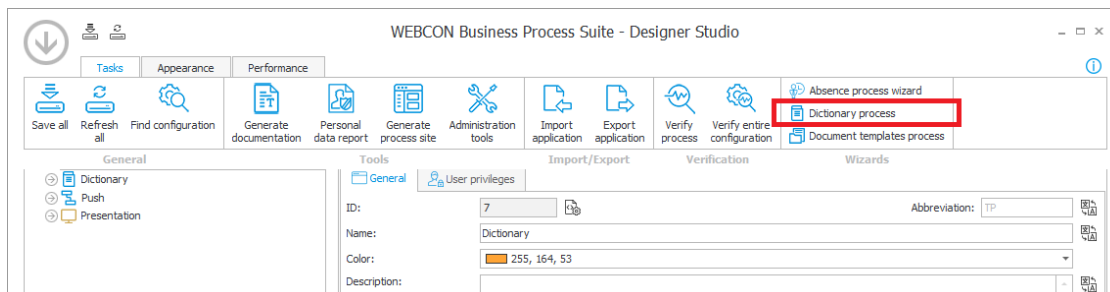 WEBCON Business Process Suite - Designer Studio
Tasks Appearance Performance
Save all Refresh all Find configuration Generate documentation Personal data report Generate process site Administration tools Import application Export application Verify process Verify entire configuration
Absence process wizard
Dictionary process
Document templates process
General Tools Import/Export Verification Wizards
Dictionary
Push
Presentation
General User privileges
ID: 7 Abbreviation: TP
Name: Dictionary
Color: 255, 164, 53
Description: